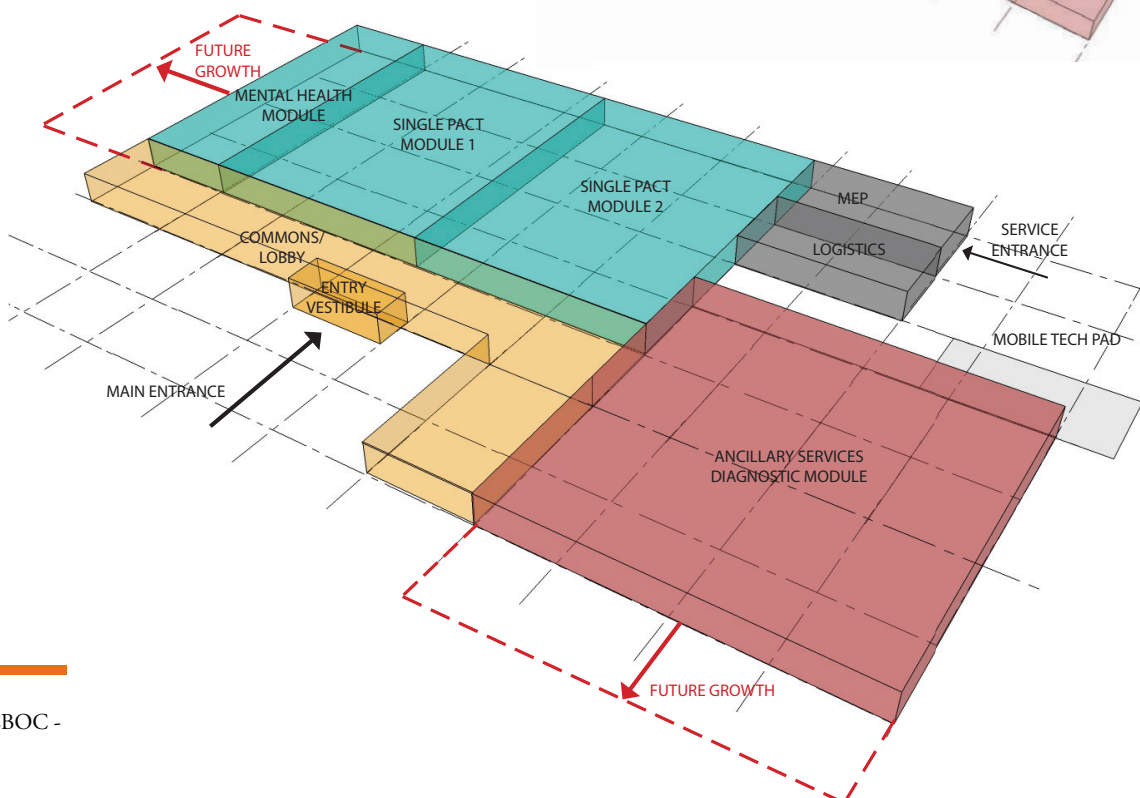 FUTURE
GROWTH
MENTAL HEALTH
MODULE
SINGLE PACT
MODULE 1
SINGLE PACT
MODULE 2
MEP
LOGISTICS
SERVICE
ENTRANCE
COMMONS/
LOBBY
ENTRY
VESTIBULE
MOBILE TECH PAD
MAIN ENTRANCE
ANCILLARY SERVICES
DIAGNOSTIC MODULE
FUTURE GROWTH
BOC -